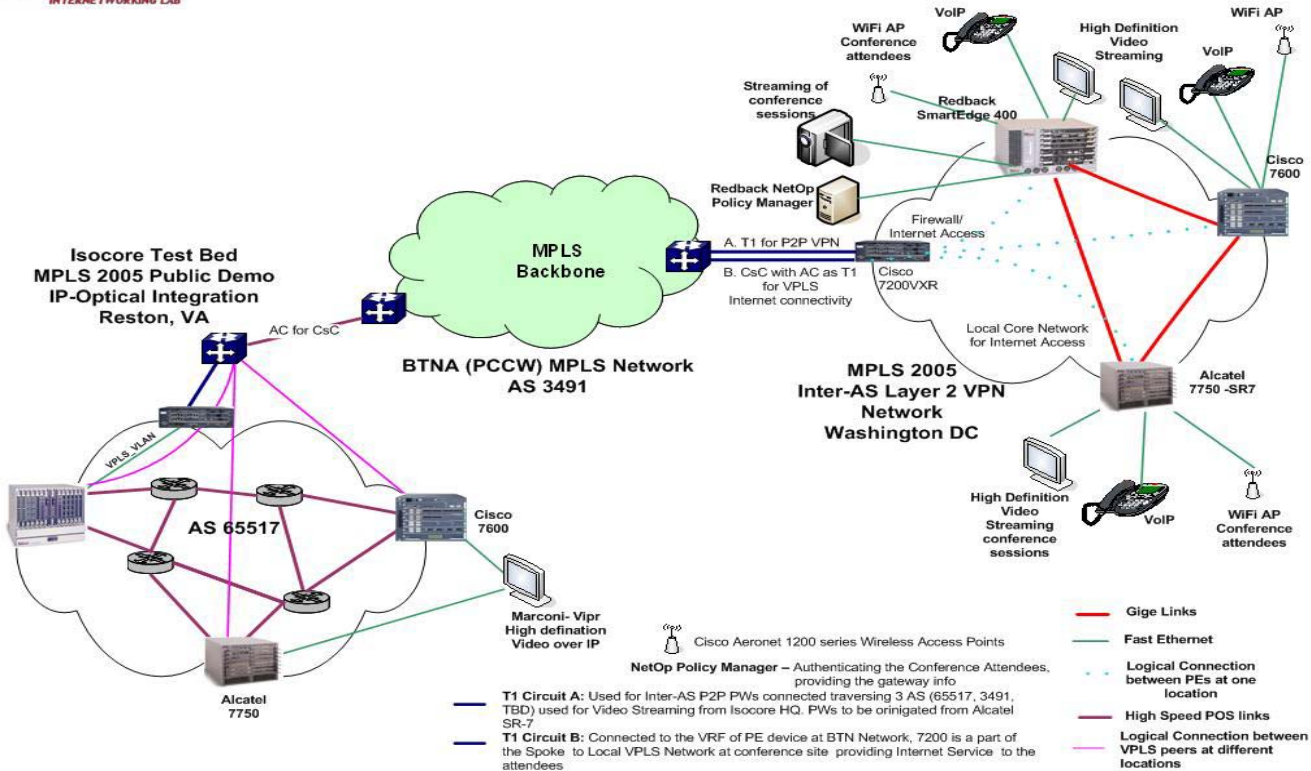 INTERNETWORKING LAB
VoIP
WiFi AP
WiFi AP
Conference
attendees
High Definition
Video
Streaming
VoIP
Streaming of
conference
sessions
Redback
SmartEdge 400
Cisco
7600
Redback NetOp
Policy Manager
Firewall/
Internet Access
MPLS
Backbone
A. T1 for P2P VPN
B. CsC with AC as T1
for VPLS
Internet connectivity
Cisco
7200VXR
Isocore Test Bed
MPLS 2005 Public Demo
IP-Optical Integration
Reston, VA
AC for CsC
Local Core Network
for Internet Access
BTNA (PCCW) MPLS Network
AS 3491
MPLS 2005
Inter-AS Layer 2 VPN
Network
Washington DC
Alcatel
7750 -SR7
VPLS_VLAN
AS 65517
Cisco
7600
High Definition
Video
Streaming
conference
sessions
VoIP
WiFi AP
Conference
attendees
Marconi- Vipr
High defination
Video over IP
Alcatel
7750
Cisco Aeronet 1200 series Wireless Access Points
NetOp Policy Manager – Authenticating the Conference Attendees,
providing the gateway info
T1 Circuit A: Used for Inter-AS P2P PWs connected traversing 3 AS (65517, 3491,
TBD) used for Video Streaming from Isocore HQ. PWs to be orinigated from Alcatel
SR-7
T1 Circuit B: Connected to the VRF of PE device at BTN Network, 7200 is a part of
the Spoke to Local VPLS Network at conference site providing Internet Service to the
attendees
Gige Links
Fast Ethernet
Logical Connection
between PEs at one
location
High Speed POS links
Logical Connection between
VPLS peers at different
locations